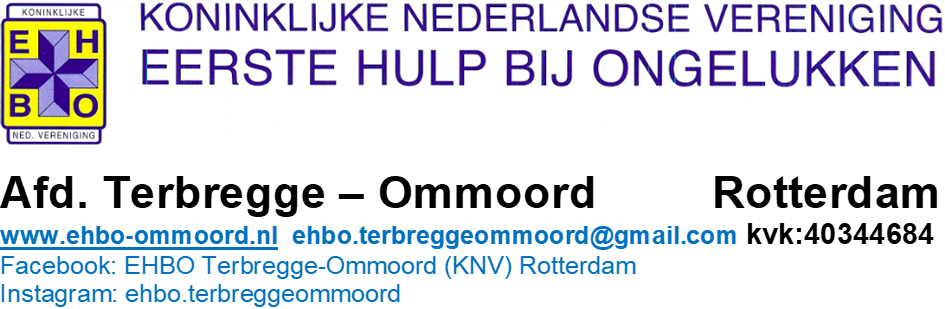 KONINKLIJKE
E H
B O
NED. VERENIGING
KONINKLIJKE NEDERLANDSE VERENIGING
EERSTE HULP BIJ ONGELUKKEN
Afd. Terbregge – Ommoord Rotterdam
www.ehbo-ommoord.nl ehbo.terbreggeommoord@gmail.com kvk:40344684
Facebook: EHBO Terbregge-Ommoord (KNV) Rotterdam
Instagram: ehbo.terbreggeommoord